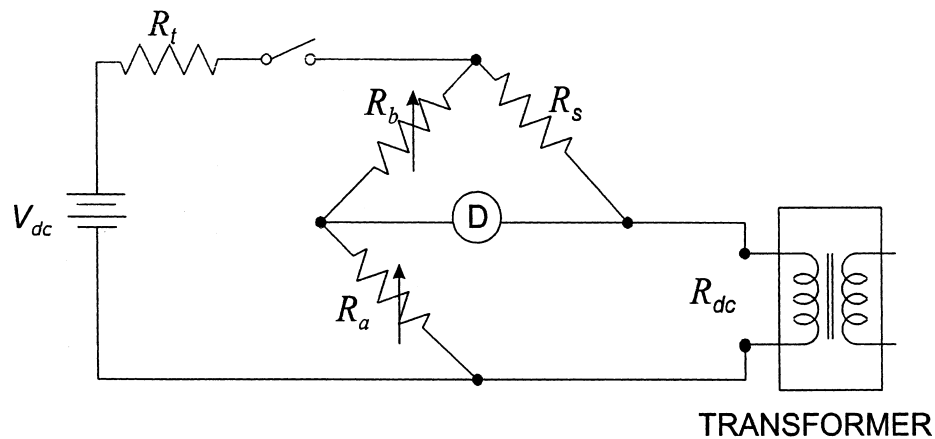 R_t
R_b
R_s
V_dc
D
R_a
R_dc
TRANSFORMER